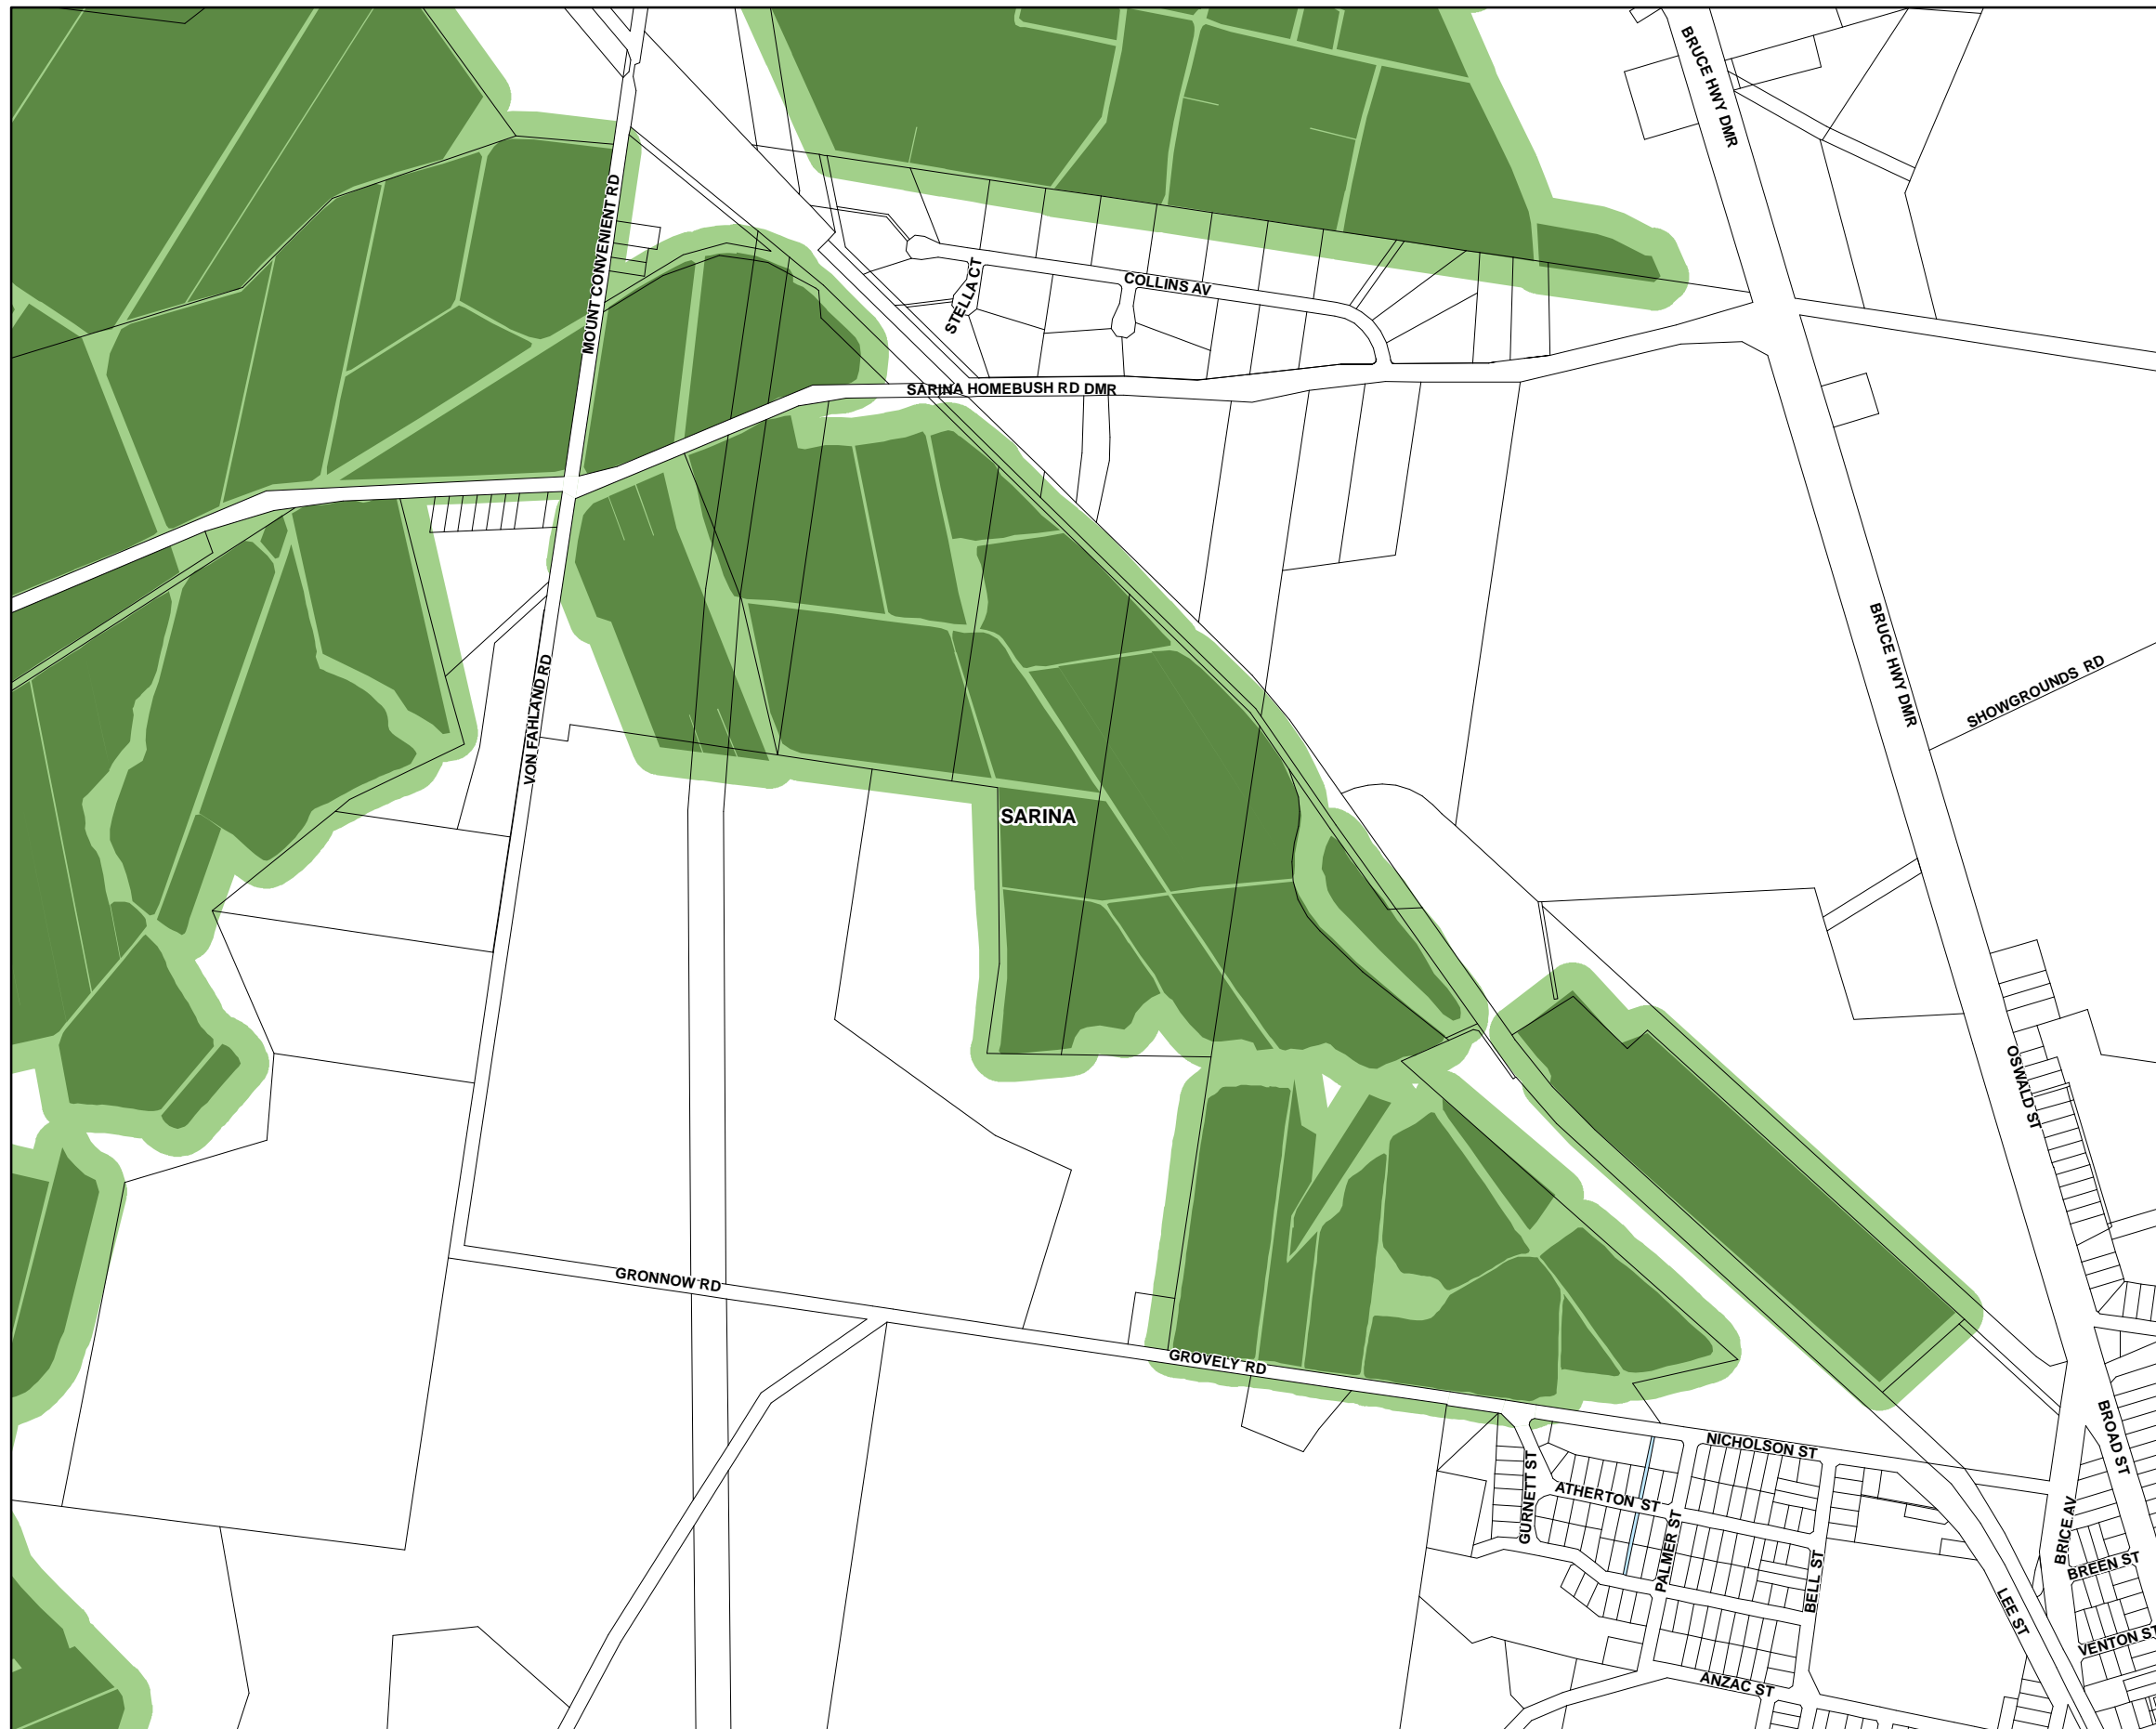 BRUCE HWY DMR
MOUNT CONVENIENT RD
COLLINS AV
STELLA CT
SARINA HOMEBUSH RD DMR
BRUCE HWY DMR
SHOWGROUNDS RD
VON FAHLAND RD
SARINA
OSWALD ST
GRONNOW RD
GROVELY RD
NICHOLSON ST
BROAD ST
GURNETT ST
ATHERTON ST
PALMER ST
BELL ST
BRICE AV
BREEN ST
LEE ST
VENTON ST
ANZAC ST